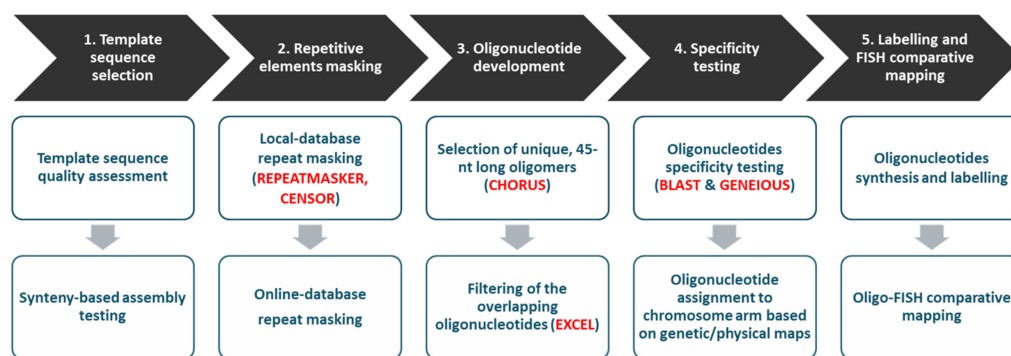 1. Template
sequence
selection
2. Repetitive
elements masking
3. Oligonucleotide
development
4. Specificity
testing
5. Labelling and
FISH comparative
mapping
Template sequence
quality assessment
Local-database
repeat masking
(REPEATMASKER,
CENSOR)
Selection of unique, 45-
nt long oligomers
(CHORUS)
Oligonucleotides
specificity testing
(BLAST & GENEIOUS)
Oligonucleotides
synthesis and labelling
Synteny-based assembly
testing
Online-database
repeat masking
Filtering of the
overlapping
oligonucleotides (EXCEL)
Oligonucleotide
assignment to
chromosome arm based
on genetic/physical maps
Oligo-FISH comparative
mapping